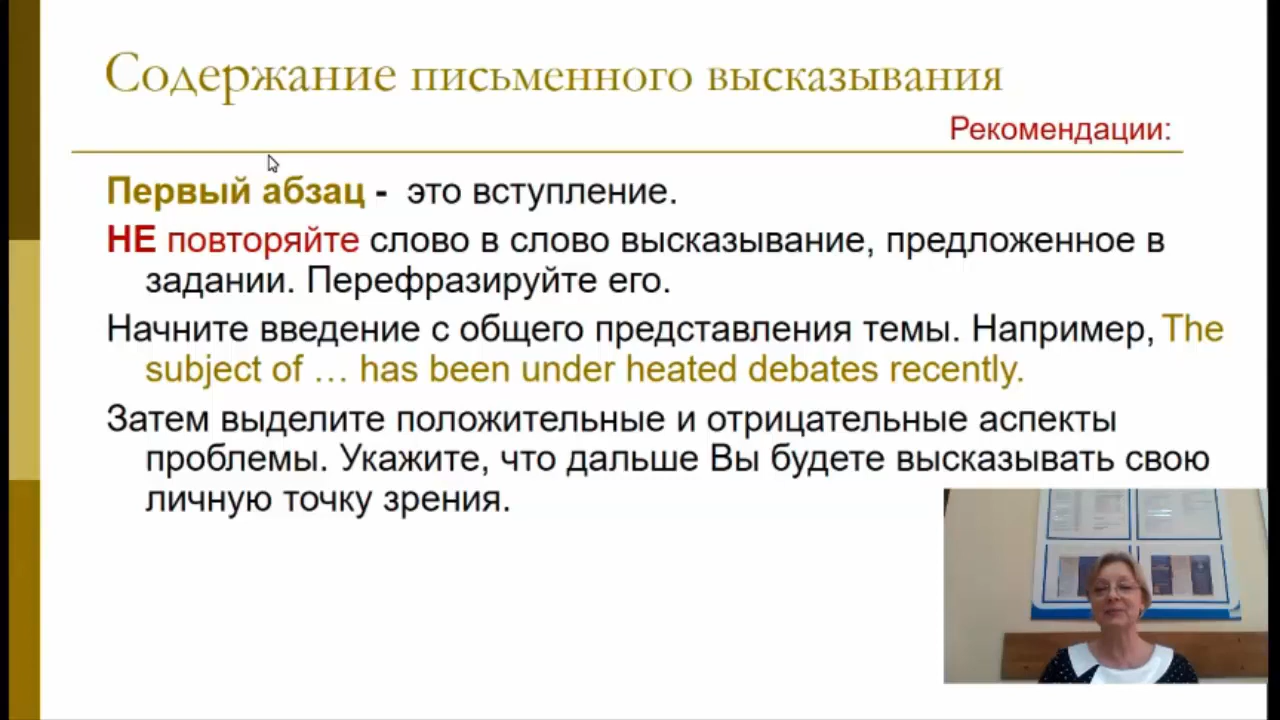 Содержание письменного высказывания
Рекомендации:
Первый абзац - это вступление.
НЕ повторяйте слово в слово высказывание, предложенное в
задании. Перефразируйте его.
Начните введение с общего представления темы. Например, The
subject of … has been under heated debates recently.
Затем выделите положительные и отрицательные аспекты
проблемы. Укажите, что дальше Вы будете высказывать свою
личную точку зрения.